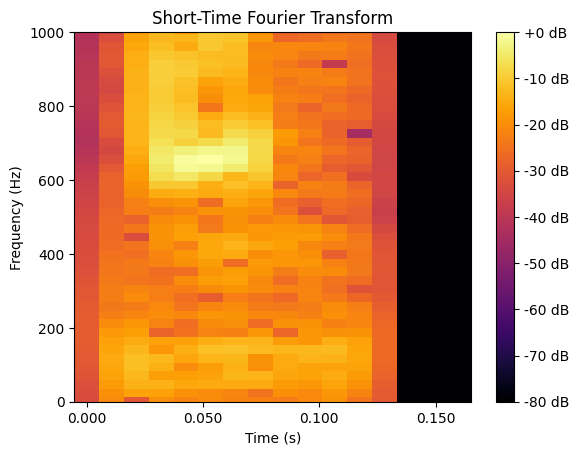 Short-Time Fourier Transform
1000
800
600
400
200
0
Frequency (Hz)
0.000
0.050
0.100
0.150
Time (s)
+0 dB
-10 dB
-20 dB
-30 dB
-40 dB
-50 dB
-60 dB
-70 dB
-80 dB